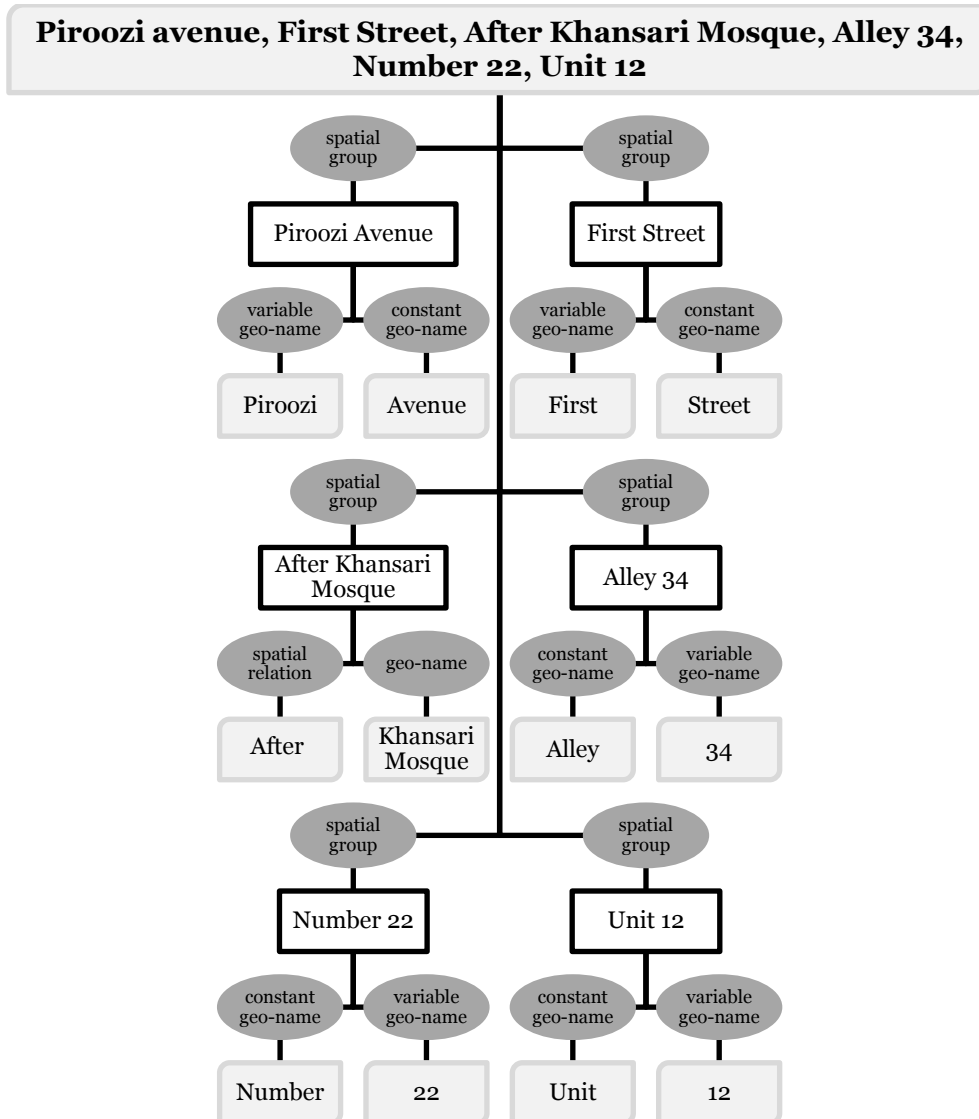 Piroozi avenue, First Street, After Khansari Mosque, Alley 34,
Number 22, Unit 12
spatial
group
spatial
group
Piroozi Avenue
First Street
variable
geo-name
constant
geo-name
variable
geo-name
constant
geo-name
Piroozi
Avenue
First
Street
spatial
group
spatial
group
After Khansari
Mosque
Alley 34
spatial
relation
geo-name
constant
geo-name
variable
geo-name
After
Khansari
Mosque
Alley
34
spatial
group
spatial
group
Number 22
Unit 12
constant
geo-name
variable
geo-name
constant
geo-name
variable
geo-name
Number
22
Unit
12